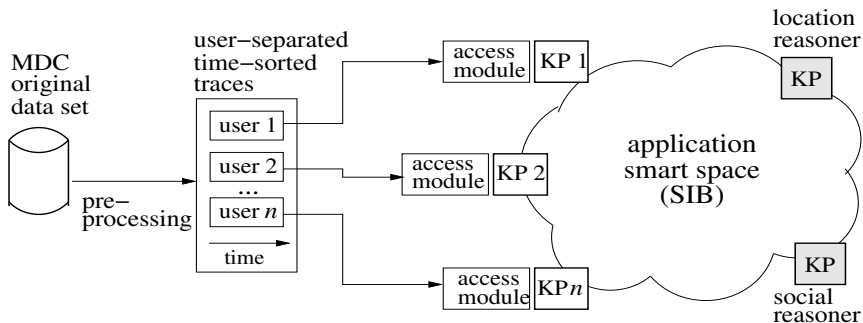 MDC
original
data set
pre-
processing
user-separated
time-sorted
traces
user 1
user 2
...
user n
time
access
module
KP 1
access
module
KP 2
access
module
KPn
application
smart space
(SIB)
location
reasoner
KP
KP
social
reasoner